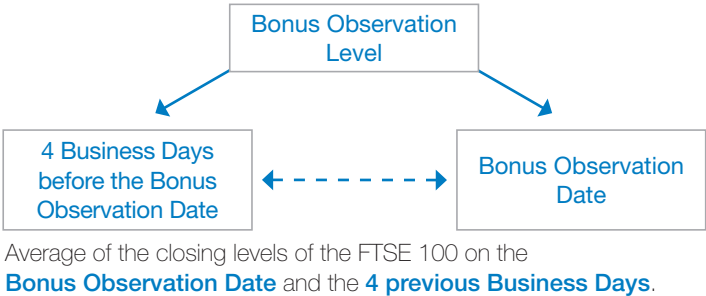 Bonus Observation
Level
4 Business Days
before the Bonus
Observation Date
Bonus Observation
Date
Average of the closing levels of the FTSE 100 on the
Bonus Observation Date and the 4 previous Business Days.